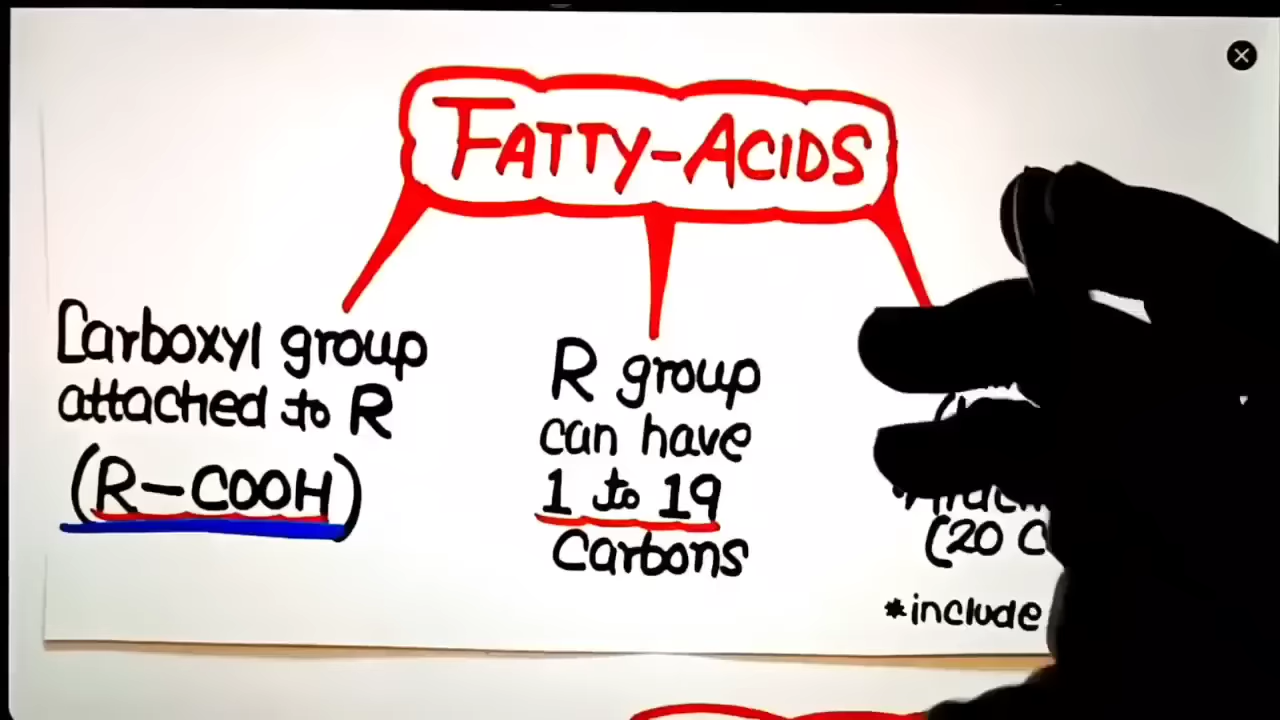 FATTY-ACIDS
Carboxyl group
attached to R
(R-COOH)
R group
can have
1 to 19
Carbons
(20 C
*include